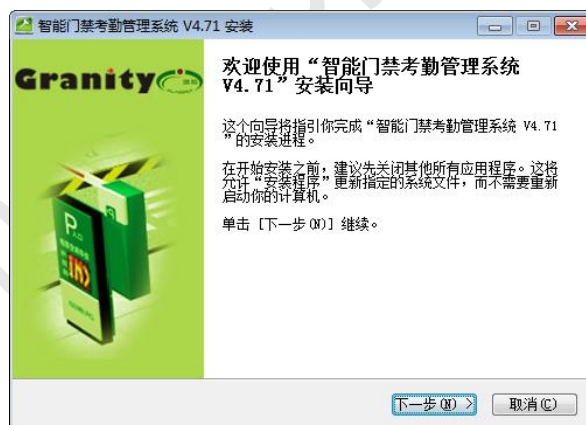 智能门禁考勤管理系统 V4.71 安装
Granity
欢迎使用“智能门禁考勤管理系统
V4.71”安装向导
这个向导将指引你完成“智能门禁考勤管理系统 V4.71
”的安装进程。
在开始安装之前，建议先关闭其他所有应用程序。这将
允许“安装程序”更新指定的系统文件，而不需要重新
启动你的计算机。
单击 [下一步(N)] 继续。
P
入口
下一步(N) >
取消(C)